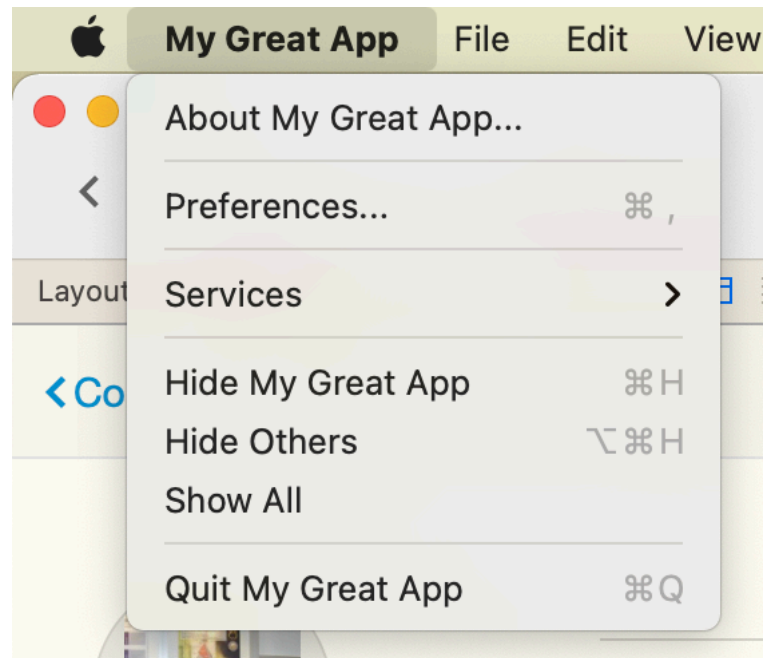 My Great App File Edit View
About My Great App...
Preferences... ⌘ ,
Layout
Services
Hide My Great App ⌘H
Co
Hide Others ⌥⌘H
Show All
Quit My Great App ⌘Q